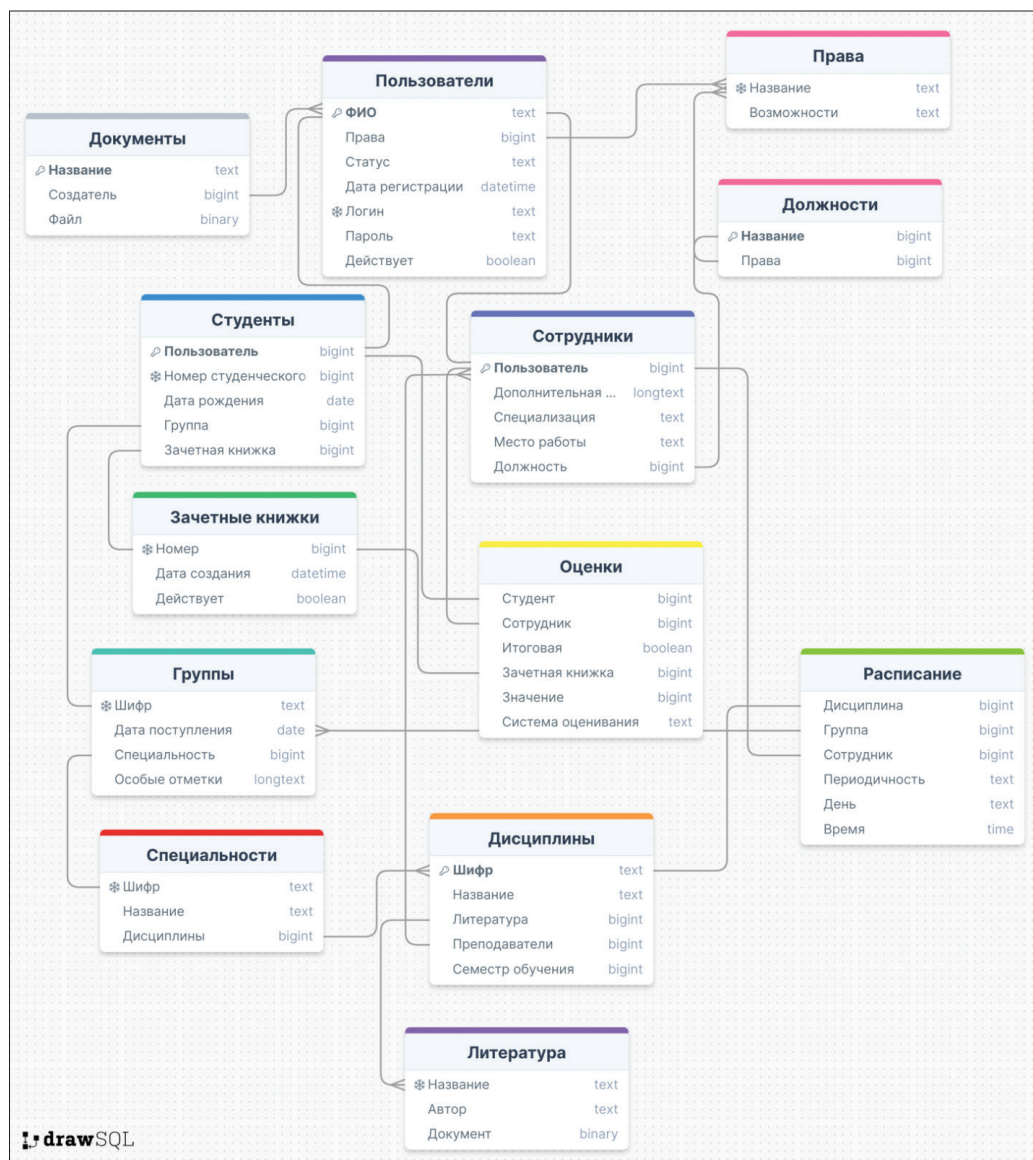 Права
Название text
Возможности text
Пользователи
ФИО text
Права bigint
Статус text
Дата регистрации datetime
Логин text
Пароль text
Действует boolean
Документы
Название text
Создатель bigint
Файл binary
Должности
Название bigint
Права bigint
Студенты
Пользователь bigint
Номер студенческого bigint
Дата рождения date
Группа bigint
Зачетная книжка bigint
Сотрудники
Пользователь bigint
Дополнительная ... longtext
Специализация text
Место работы text
Должность bigint
Зачетные книжки
Номер bigint
Дата создания datetime
Действует boolean
Оценки
Студент bigint
Сотрудник bigint
Итоговая boolean
Зачетная книжка bigint
Значение bigint
Система оценивания text
Группы
Шифр text
Дата поступления date
Специальность bigint
Особые отметки longtext
Расписание
Дисциплина bigint
Группа bigint
Сотрудник bigint
Периодичность text
День text
Время time
Специальности
Шифр text
Название text
Дисциплины bigint
Дисциплины
Шифр text
Название text
Литература bigint
Преподаватели bigint
Семестр обучения bigint
Литература
Название text
Автор text
Документ binary
drawSQL